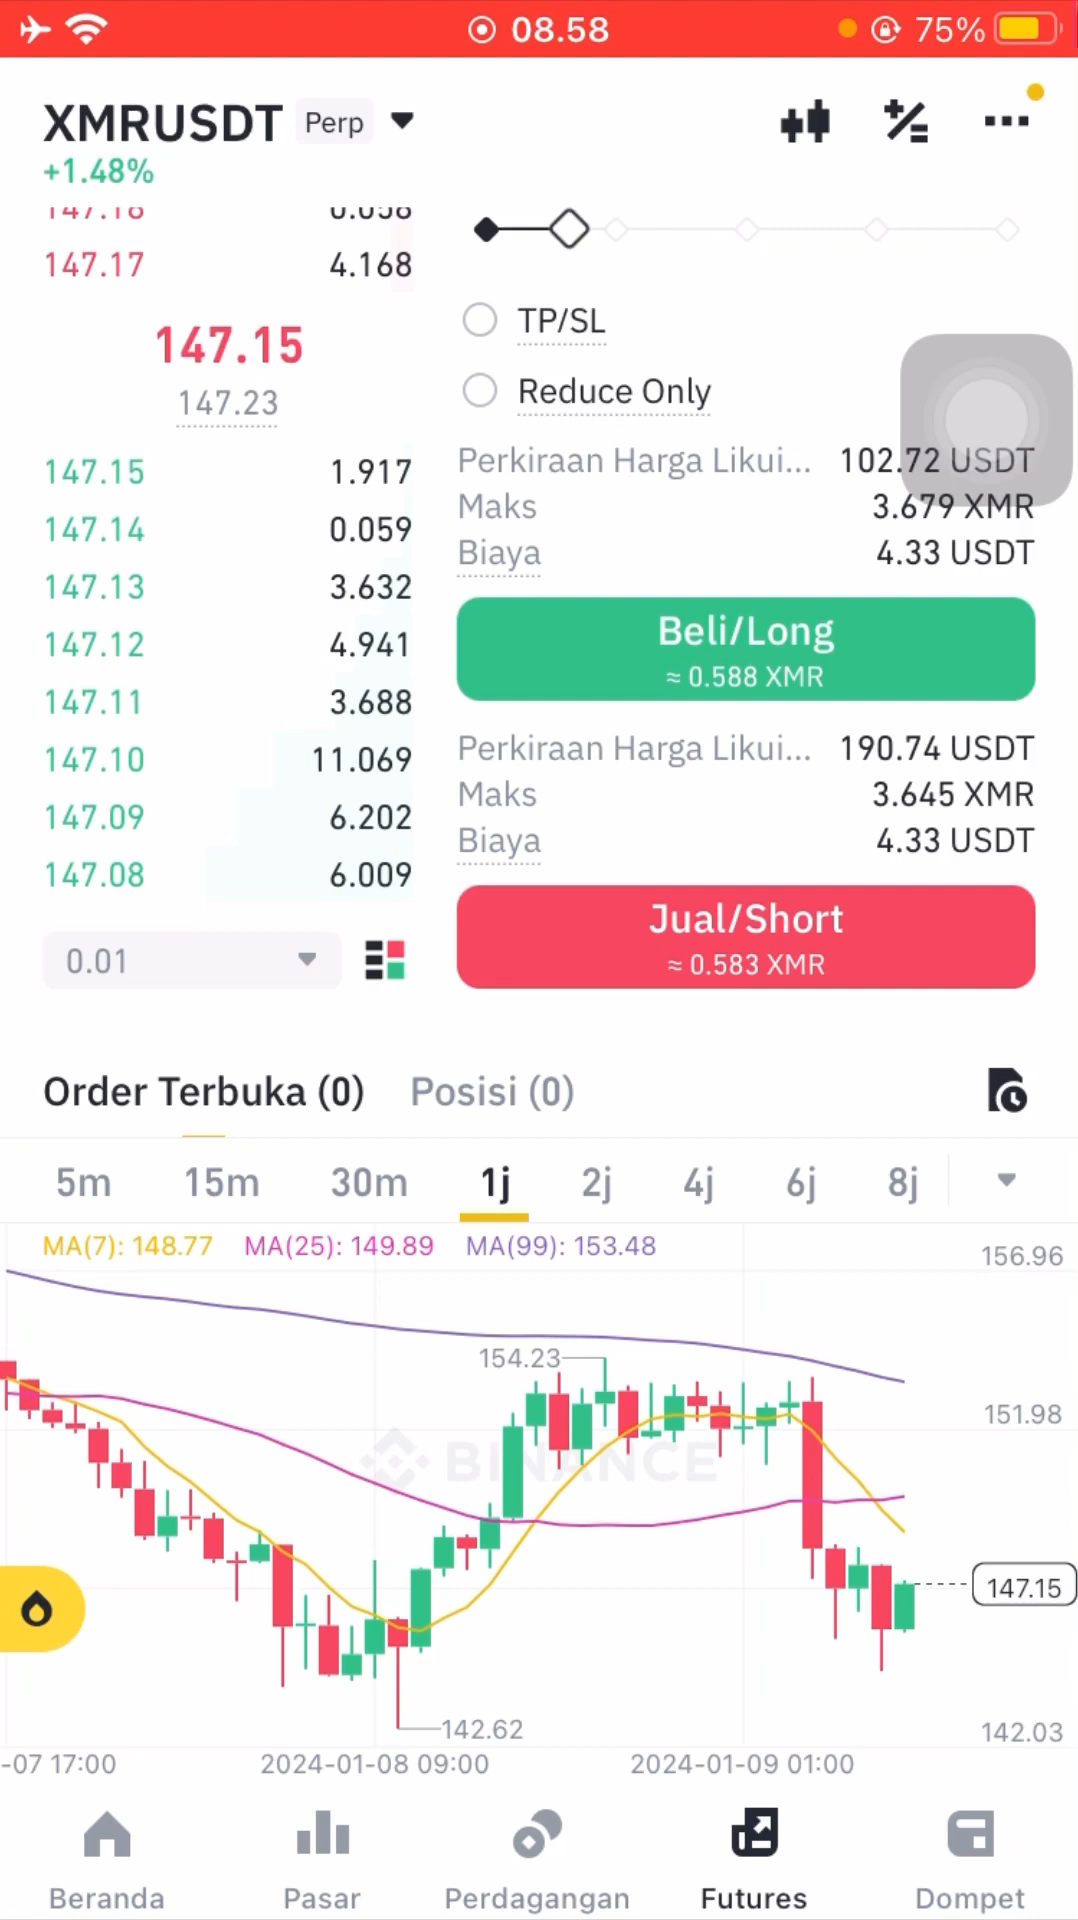 08.58 75%
XMRUSDT Perp
+1.48%
147.18 0.058
147.17 4.168
147.15
147.23
147.15 1.917
147.14 0.059
147.13 3.632
147.12 4.941
147.11 3.688
147.10 11.069
147.09 6.202
147.08 6.009
0.01
TP/SL
Reduce Only
Perkiraan Harga Likui... 102.72 USDT
Maks 3.679 XMR
Biaya 4.33 USDT
Beli/Long
≈ 0.588 XMR
Perkiraan Harga Likui... 190.74 USDT
Maks 3.645 XMR
Biaya 4.33 USDT
Jual/Short
≈ 0.583 XMR
Order Terbuka (0) Posisi (0)
5m 15m 30m 1j 2j 4j 6j 8j
MA(7): 148.77 MA(25): 149.89 MA(99): 153.48
156.96
154.23
151.98
BINANCE
147.15
142.62
142.03
-07 17:00 2024-01-08 09:00 2024-01-09 01:00
Beranda Pasar Perdagangan Futures Dompet